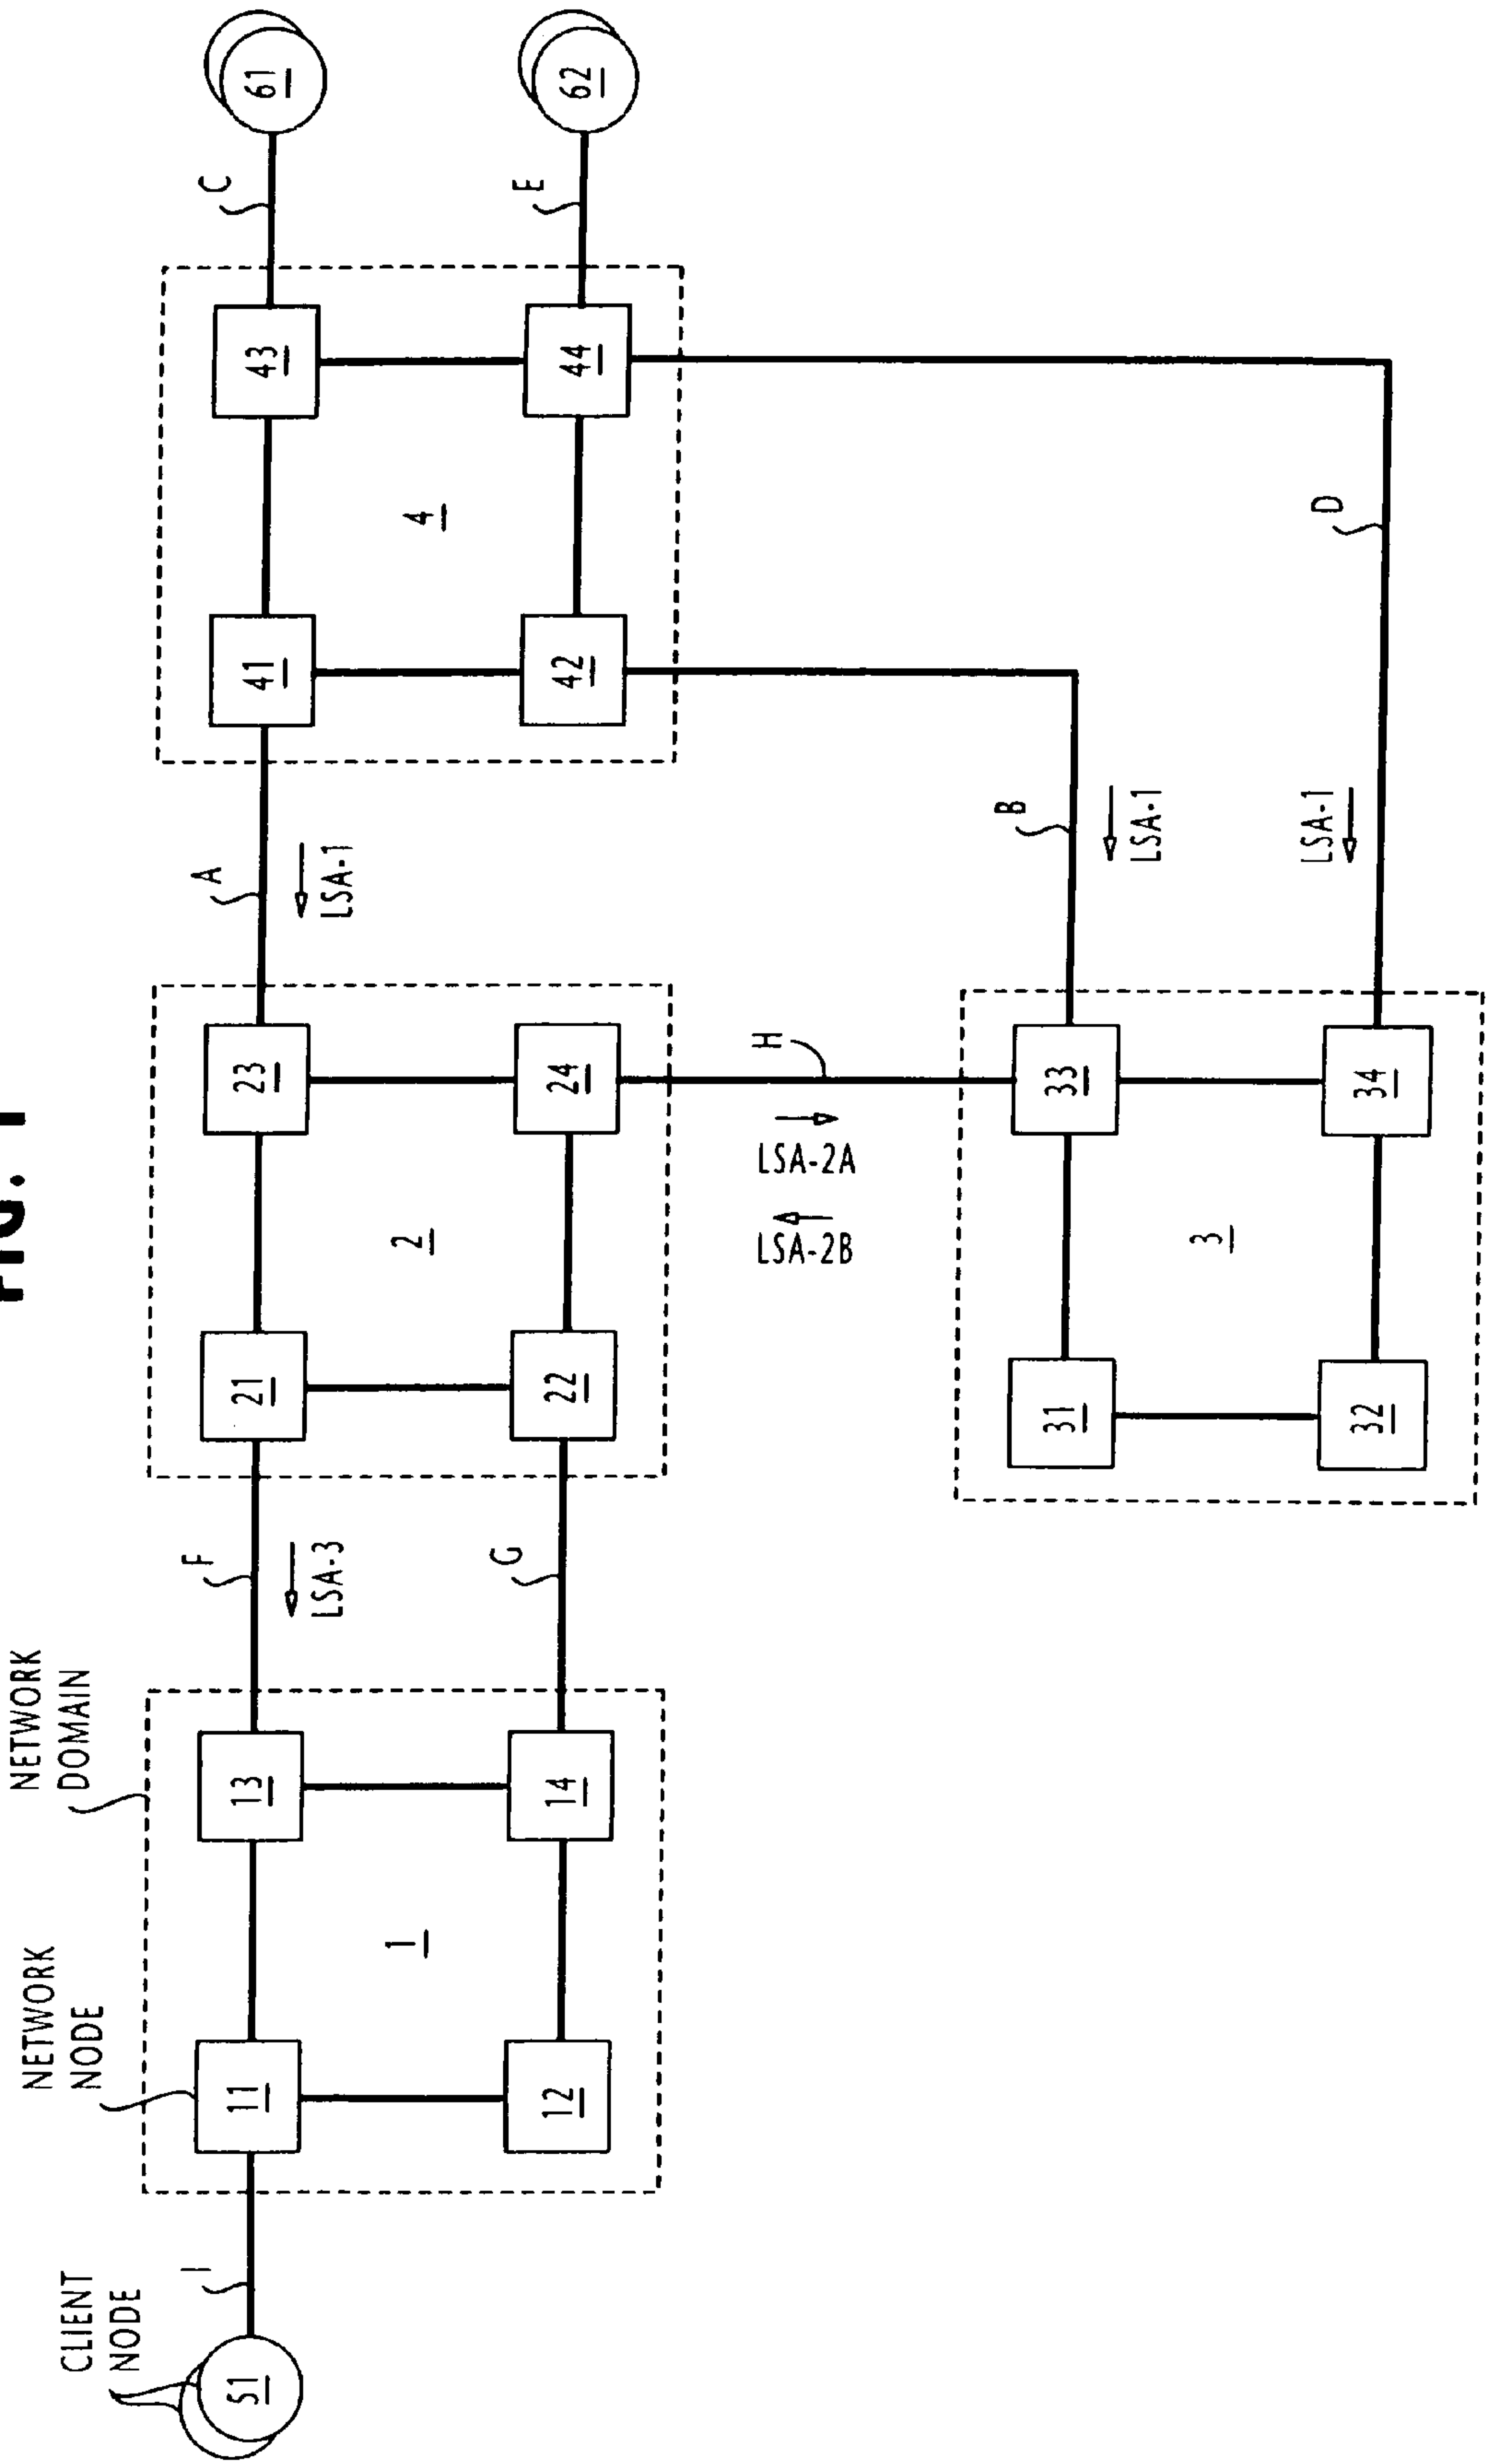 FIG. 1
CLIENT
NODE
NETWORK
NODE
NETWORK
DOMAIN
51
I
11
13
12
14
1
F
LSA-3
G
21
23
22
24
2
A
LSA-1
41
43
42
44
4
C
61
E
62
H
LSA-2A
LSA-2B
B
LSA-1
D
LSA-1
31
33
32
34
3